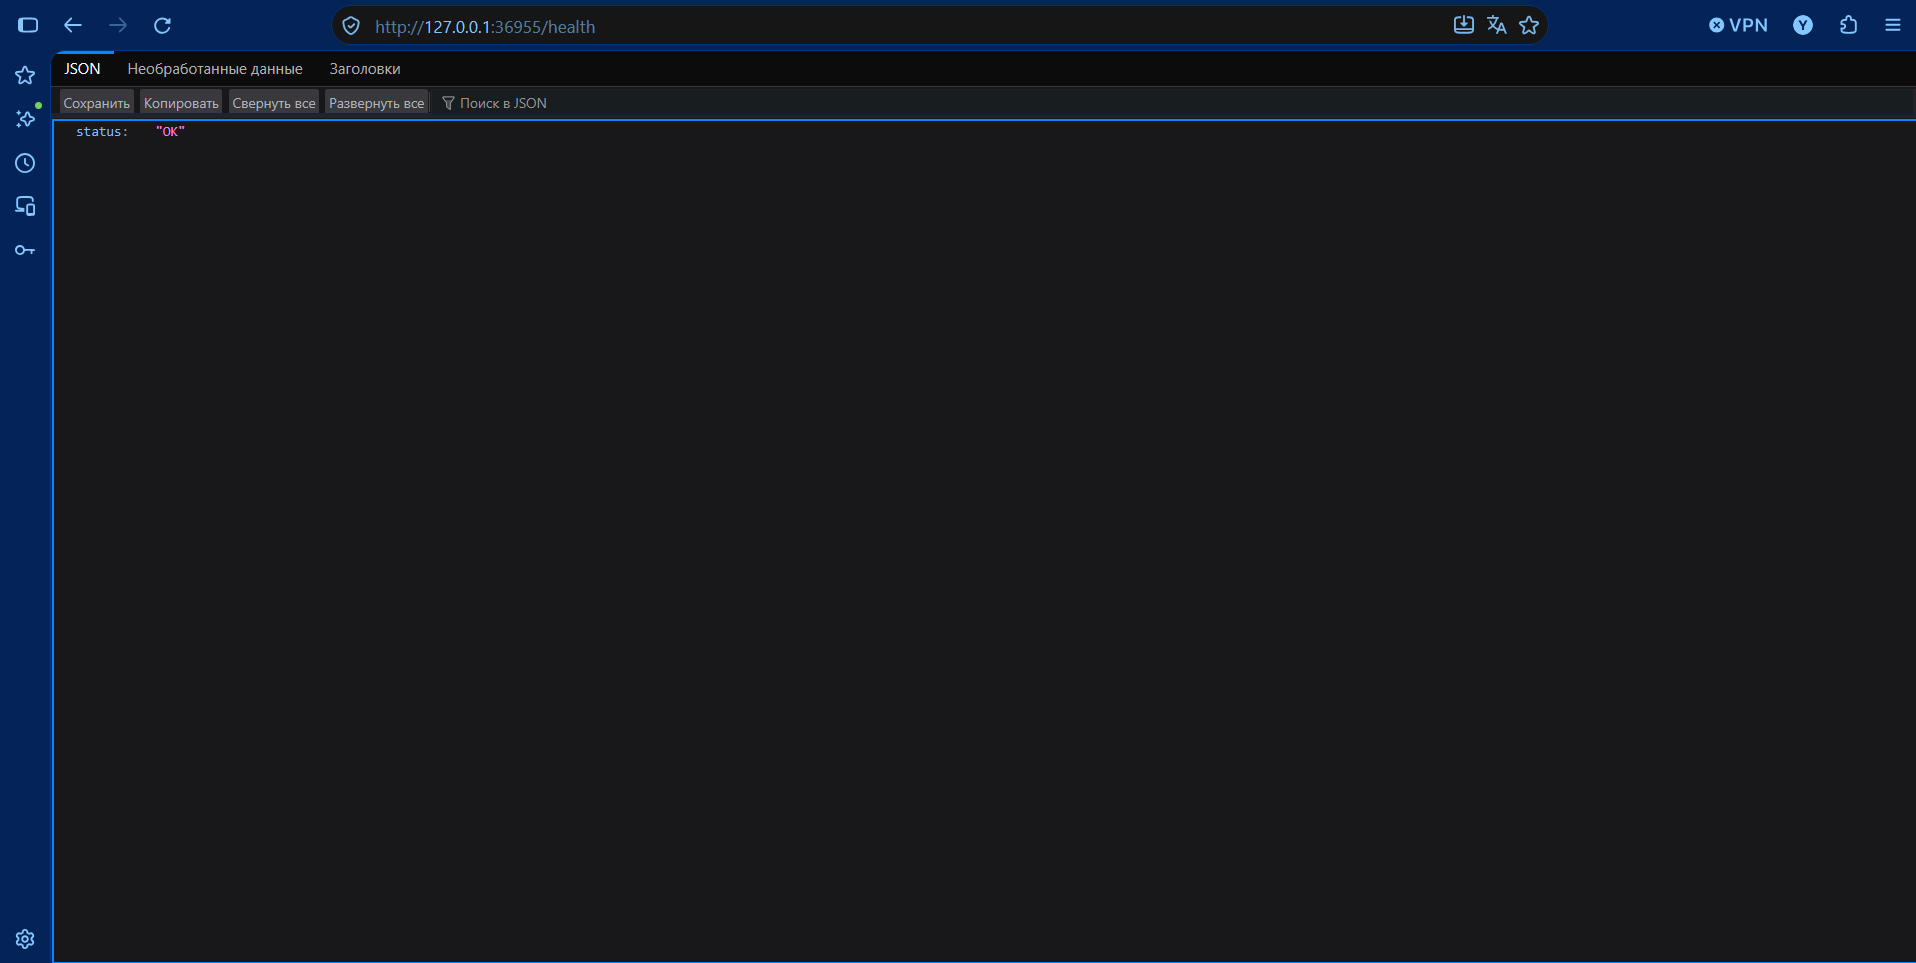 http://127.0.0.1:36955/health
VPN
Y
JSON Необработанные данные Заголовки
Сохранить Копировать Свернуть все Развернуть все Поиск в JSON
status: "OK"